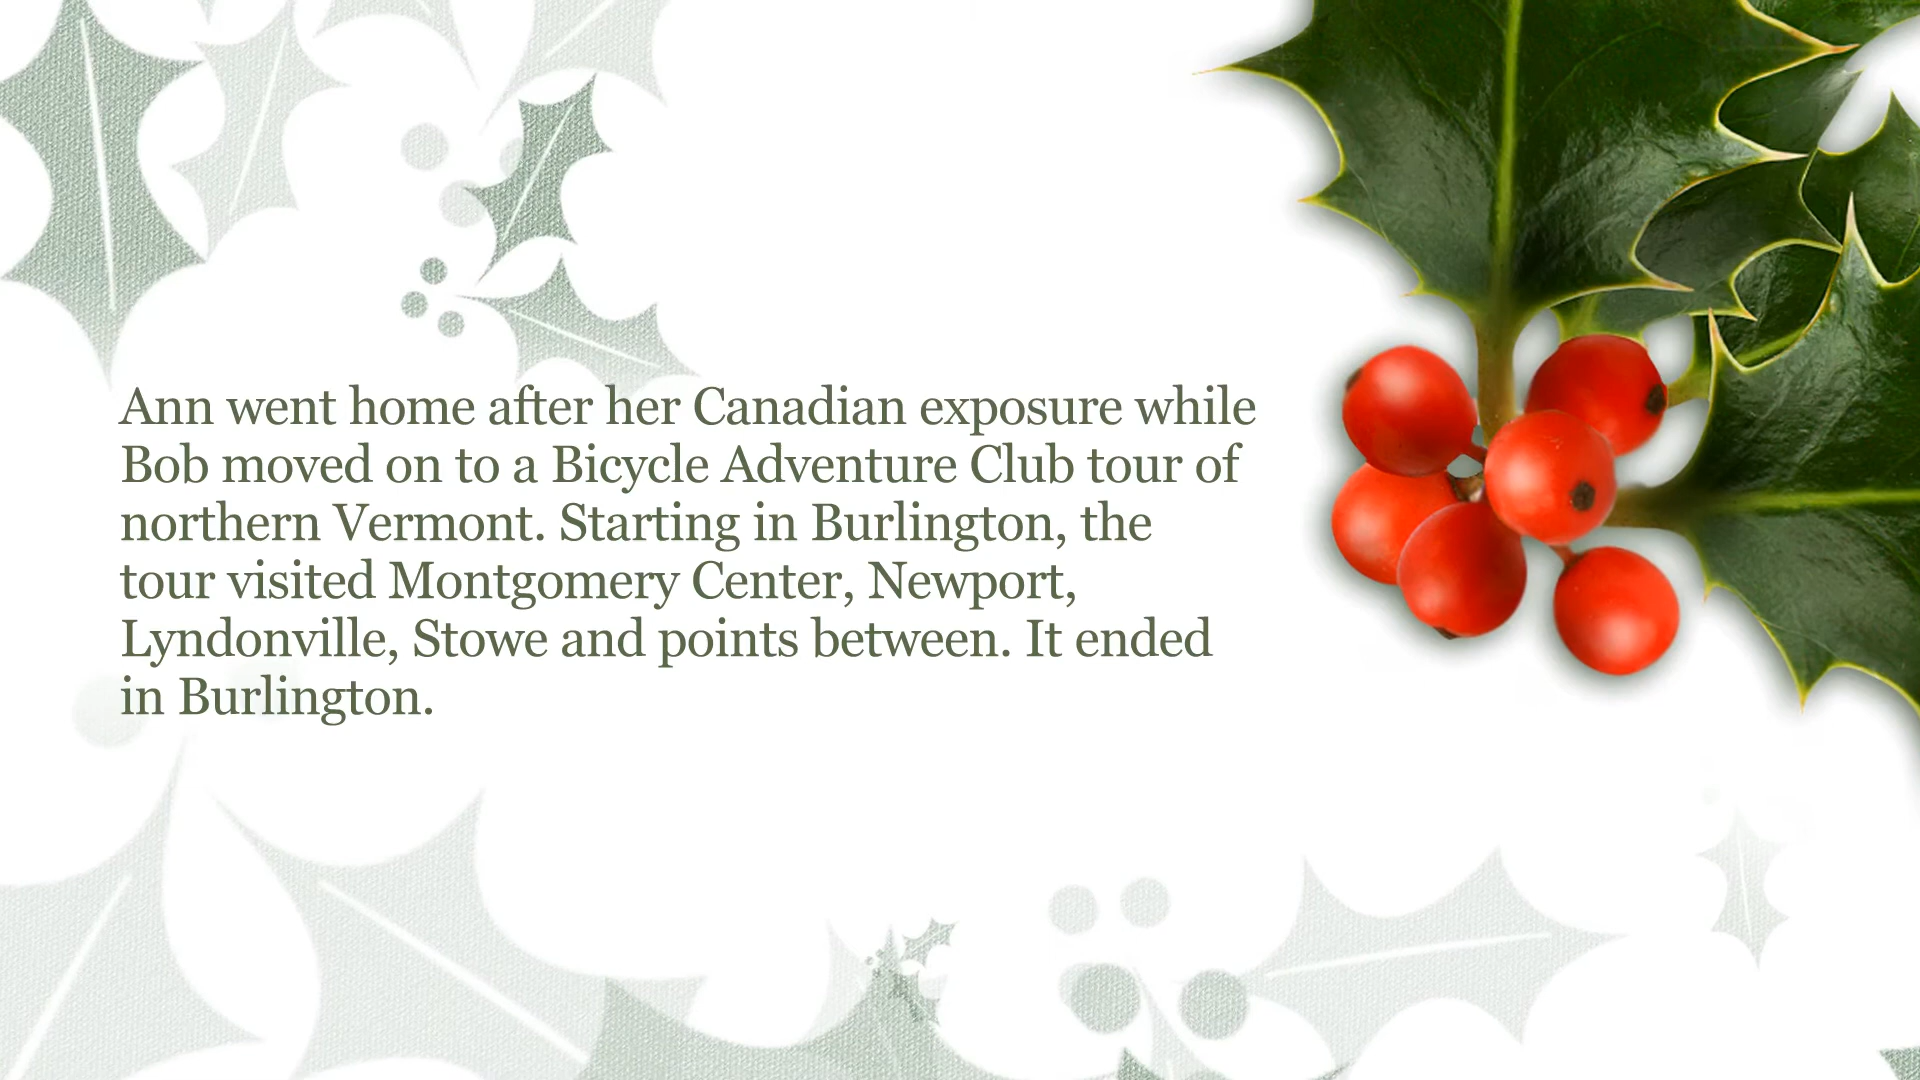 Ann went home after her Canadian exposure while
Bob moved on to a Bicycle Adventure Club tour of
northern Vermont. Starting in Burlington, the
tour visited Montgomery Center, Newport,
Lyndonville, Stowe and points between. It ended
in Burlington.